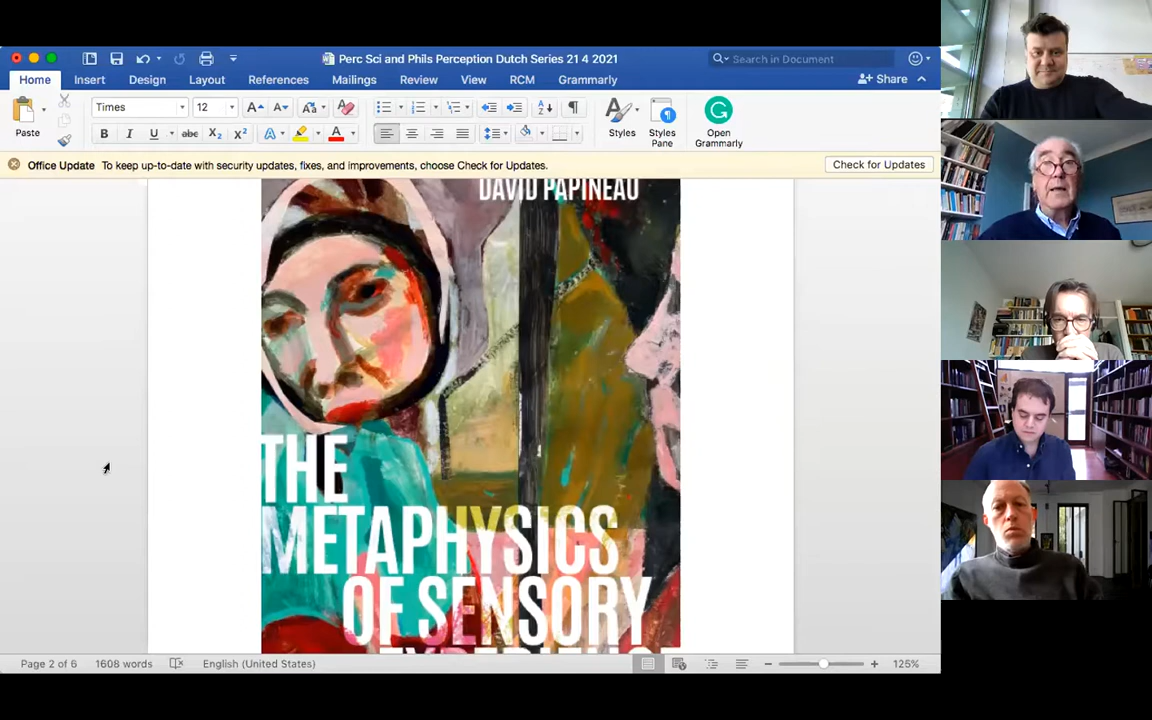 Perc Sci and Phils Perception Dutch Series 21 4 2021
Search in Document
Home Insert Design Layout References Mailings Review View RCM Grammarly
Share
Paste
Times
12
Styles
Styles Pane
Open Grammarly
Office Update To keep up-to-date with security updates, fixes, and improvements, choose Check for Updates.
Check for Updates
DAVID PAPINEAU
THE
METAPHYSICS
OF SENSORY
Page 2 of 6 1608 words English (United States) 125%